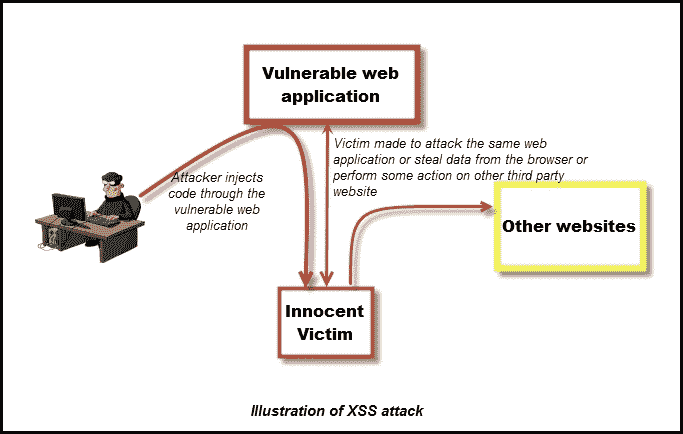 Vulnerable web
application
Victim made to attack the same web
application or steal data from the browser or
perform some action on other third party
website
Attacker injects
code through the
vulnerable web
application
Other websites
Innocent
Victim
Illustration of XSS attack